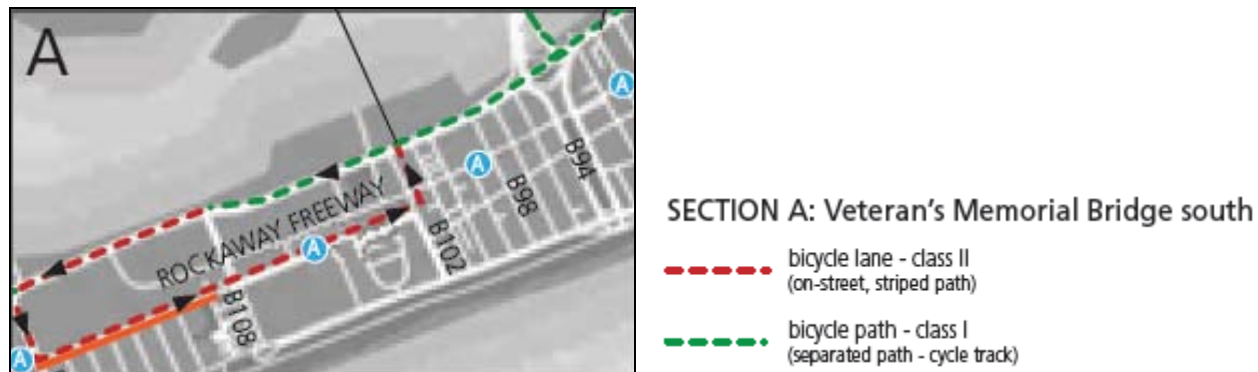 A
A
A
B94
B98
ROCKAWAY FREEWAY
A
B102
B108
A
SECTION A: Veteran's Memorial Bridge south
bicycle lane - class II
(on-street, striped path)
bicycle path - class I
(separated path - cycle track)